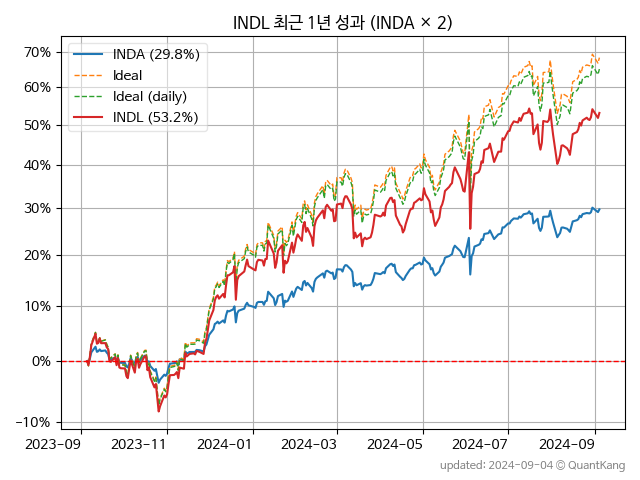 INDL 최근 1년 성과 (INDA × 2)
INDA (29.8%)
Ideal
Ideal (daily)
INDL (53.2%)
70%
60%
50%
40%
30%
20%
10%
0%
−10%
2023-09 2023-11 2024-01 2024-03 2024-05 2024-07 2024-09
updated: 2024-09-04 @ QuantKang